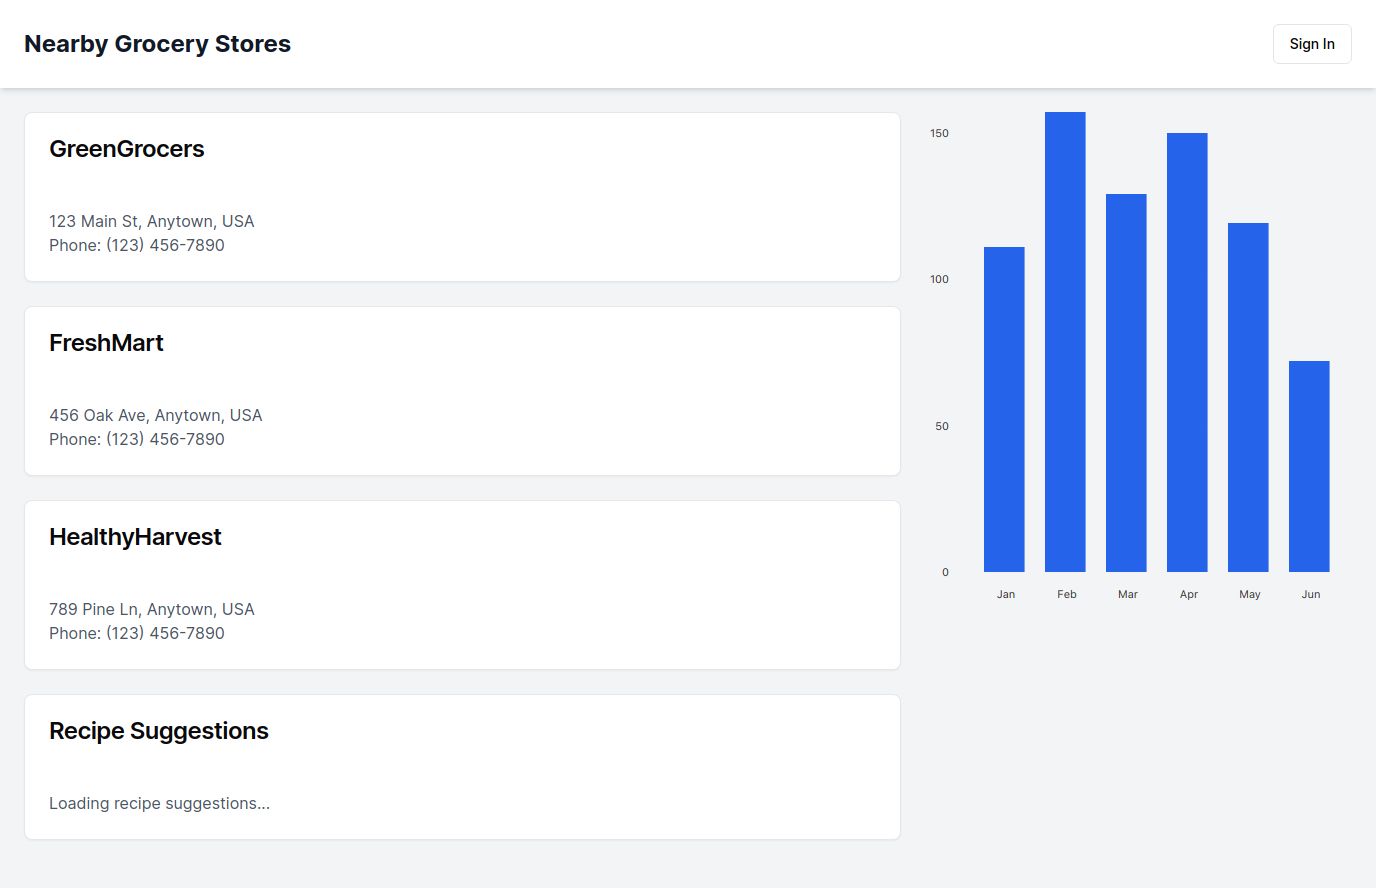 Nearby Grocery Stores
Sign In
GreenGrocers
123 Main St, Anytown, USA
Phone: (123) 456-7890
FreshMart
456 Oak Ave, Anytown, USA
Phone: (123) 456-7890
HealthyHarvest
789 Pine Ln, Anytown, USA
Phone: (123) 456-7890
Recipe Suggestions
Loading recipe suggestions...
150
100
50
0
Jan Feb Mar Apr May Jun